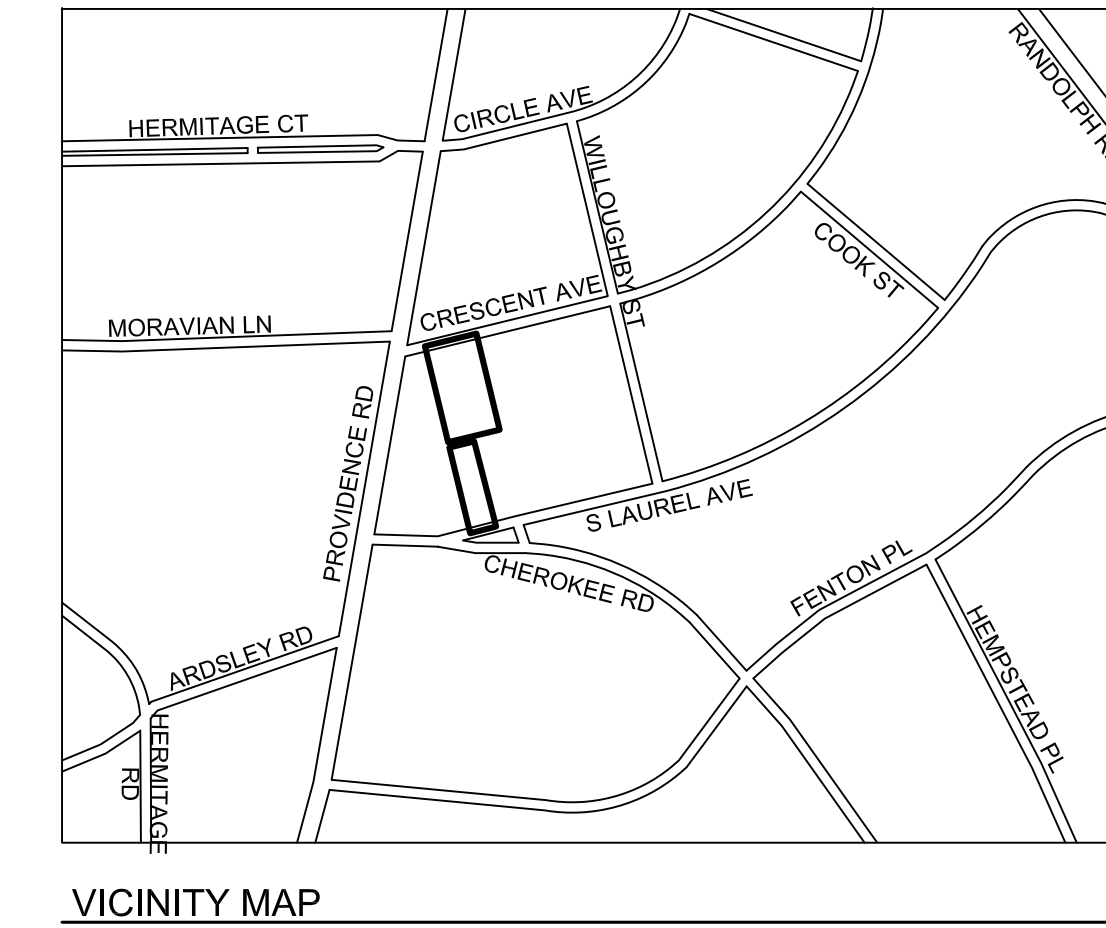 HERMITAGE CT
CIRCLE AVE
RANDOLPH R
WILLOUGHBY ST
COOK ST
CRESCENT AVE
MORAVIAN LN
PROVIDENCE RD
S LAUREL AVE
CHEROKEE RD
FENTON PL
HEMPSTEAD PL
ARDSLEY RD
HERMITAGE
RD
VICINITY MAP